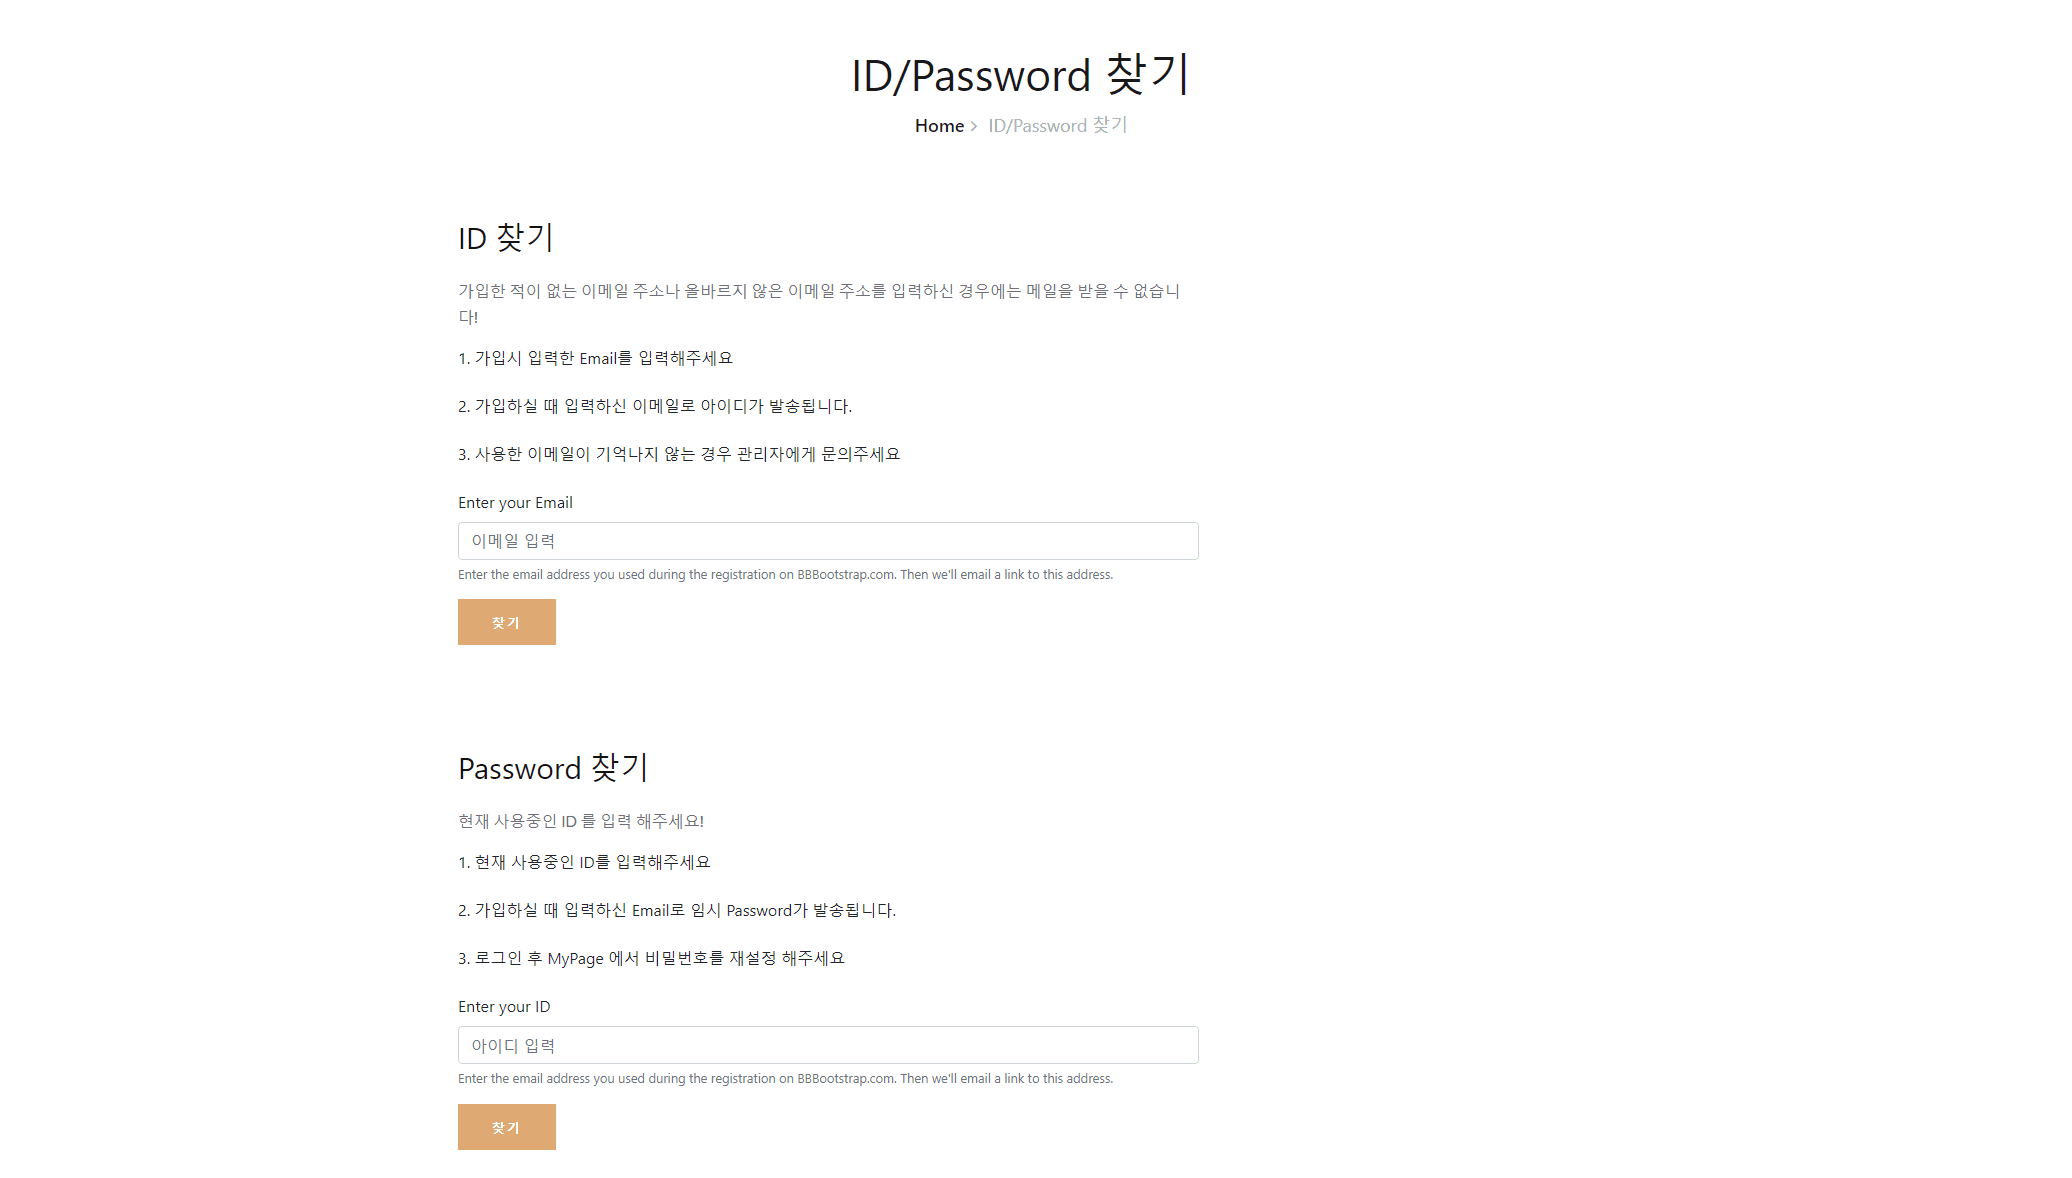 ID/Password 찾기
Home > ID/Password 찾기
ID 찾기
가입한 적이 없는 이메일 주소나 올바르지 않은 이메일 주소를 입력하신 경우에는 메일을 받을 수 없습니
다!
1. 가입시 입력한 Email를 입력해주세요
2. 가입하실 때 입력하신 이메일로 아이디가 발송됩니다.
3. 사용한 이메일이 기억나지 않는 경우 관리자에게 문의주세요
Enter your Email
이메일 입력
Enter the email address you used during the registration on BBBootstrap.com. Then we'll email a link to this address.
찾기
Password 찾기
현재 사용중인 ID 를 입력 해주세요!
1. 현재 사용중인 ID를 입력해주세요
2. 가입하실 때 입력하신 Email로 임시 Password가 발송됩니다.
3. 로그인 후 MyPage 에서 비밀번호를 재설정 해주세요
Enter your ID
아이디 입력
Enter the email address you used during the registration on BBBootstrap.com. Then we'll email a link to this address.
찾기